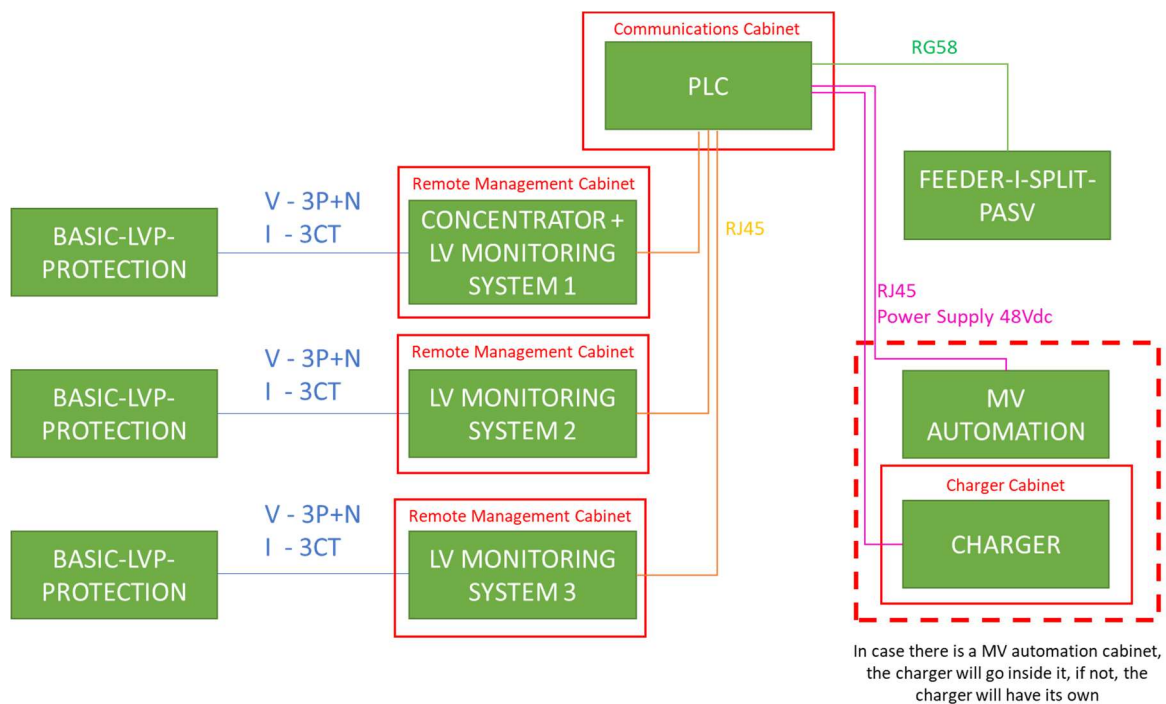 Communications Cabinet
PLC
RG58
FEEDER-I-SPLIT-
PASV
Remote Management Cabinet
CONCENTRATOR +
LV MONITORING
SYSTEM 1
V - 3P+N
I - 3CT
BASIC-LVP-
PROTECTION
RJ45
RJ45
Power Supply 48Vdc
Remote Management Cabinet
LV MONITORING
SYSTEM 2
V - 3P+N
I - 3CT
BASIC-LVP-
PROTECTION
MV
AUTOMATION
Charger Cabinet
CHARGER
Remote Management Cabinet
LV MONITORING
SYSTEM 3
V - 3P+N
I - 3CT
BASIC-LVP-
PROTECTION
In case there is a MV automation cabinet,
the charger will go inside it, if not, the
charger will have its own